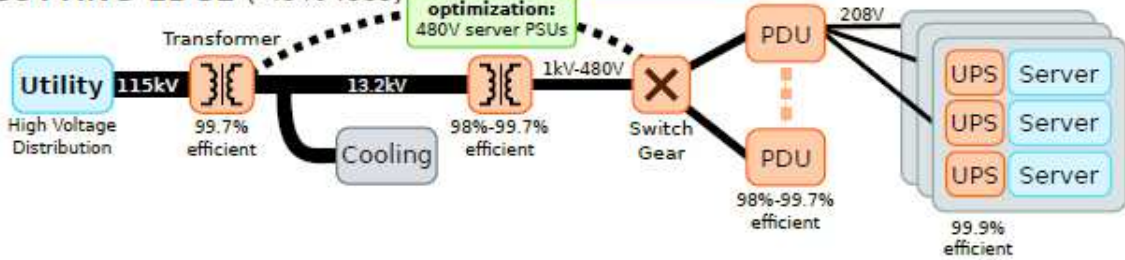 optimization:
480V server PSUs
Transformer
Utility
115kV
13.2kV
1kV-480V
208V
High Voltage
Distribution
99.7%
efficient
Cooling
98%-99.7%
efficient
Switch
Gear
PDU
PDU
98%-99.7%
efficient
UPS Server
UPS Server
UPS Server
99.9%
efficient